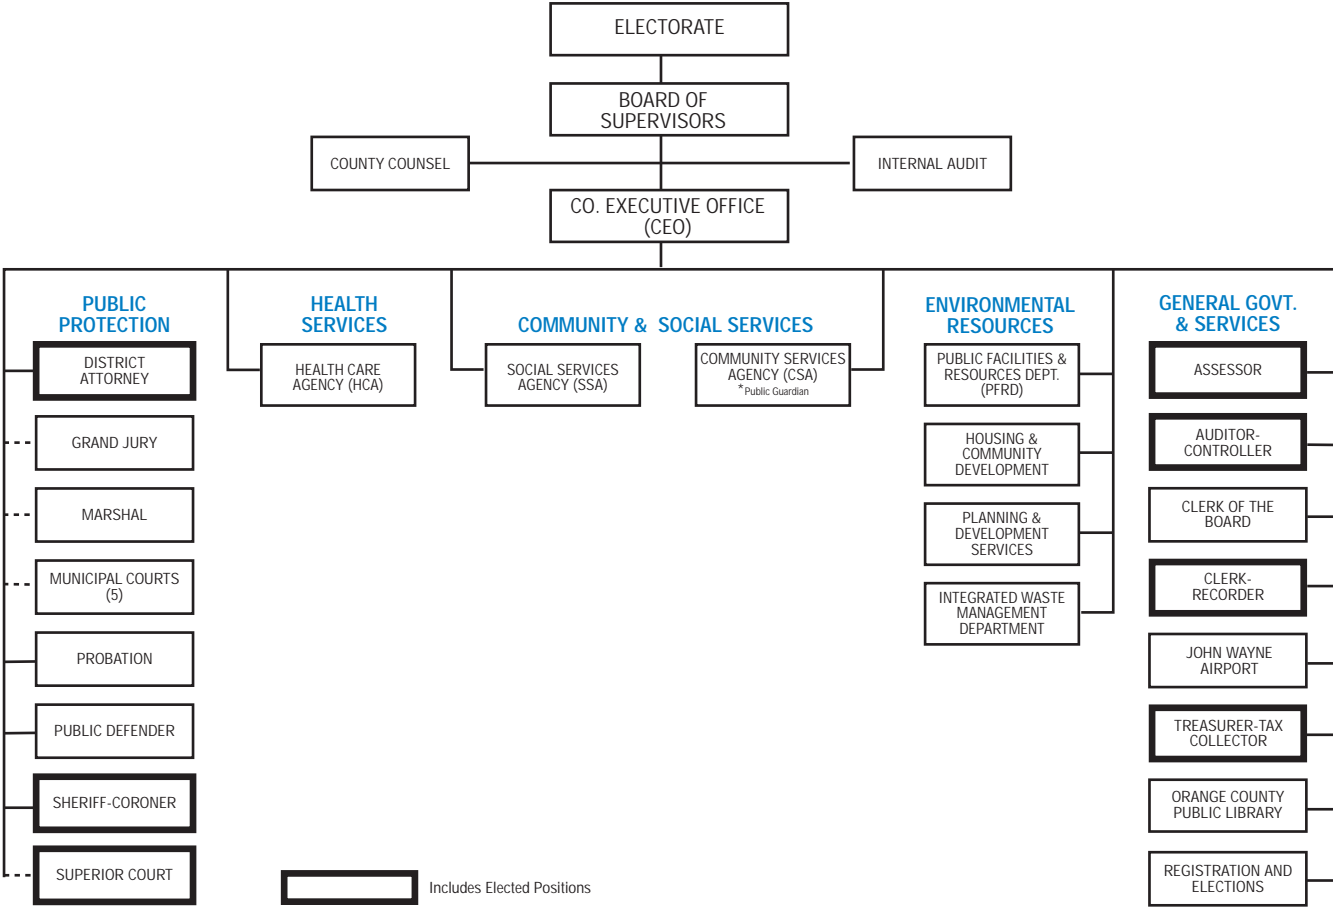 ELECTORATE
BOARD OF
SUPERVISORS
COUNTY COUNSEL
INTERNAL AUDIT
CO. EXECUTIVE OFFICE
(CEO)
PUBLIC
PROTECTION
DISTRICT
ATTORNEY
GRAND JURY
MARSHAL
MUNICIPAL COURTS
(5)
PROBATION
PUBLIC DEFENDER
SHERIFF-CORONER
SUPERIOR COURT
HEALTH
SERVICES
HEALTH CARE
AGENCY (HCA)
COMMUNITY & SOCIAL SERVICES
SOCIAL SERVICES
AGENCY (SSA)
COMMUNITY SERVICES
AGENCY (CSA)
*Public Guardian
ENVIRONMENTAL
RESOURCES
PUBLIC FACILITIES &
RESOURCES DEPT.
(PFRD)
HOUSING &
COMMUNITY
DEVELOPMENT
PLANNING &
DEVELOPMENT
SERVICES
INTEGRATED WASTE
MANAGEMENT
DEPARTMENT
GENERAL GOVT.
& SERVICES
ASSESSOR
AUDITOR-
CONTROLLER
CLERK OF THE
BOARD
CLERK-
RECORDER
JOHN WAYNE
AIRPORT
TREASURER-TAX
COLLECTOR
ORANGE COUNTY
PUBLIC LIBRARY
REGISTRATION AND
ELECTIONS
Includes Elected Positions